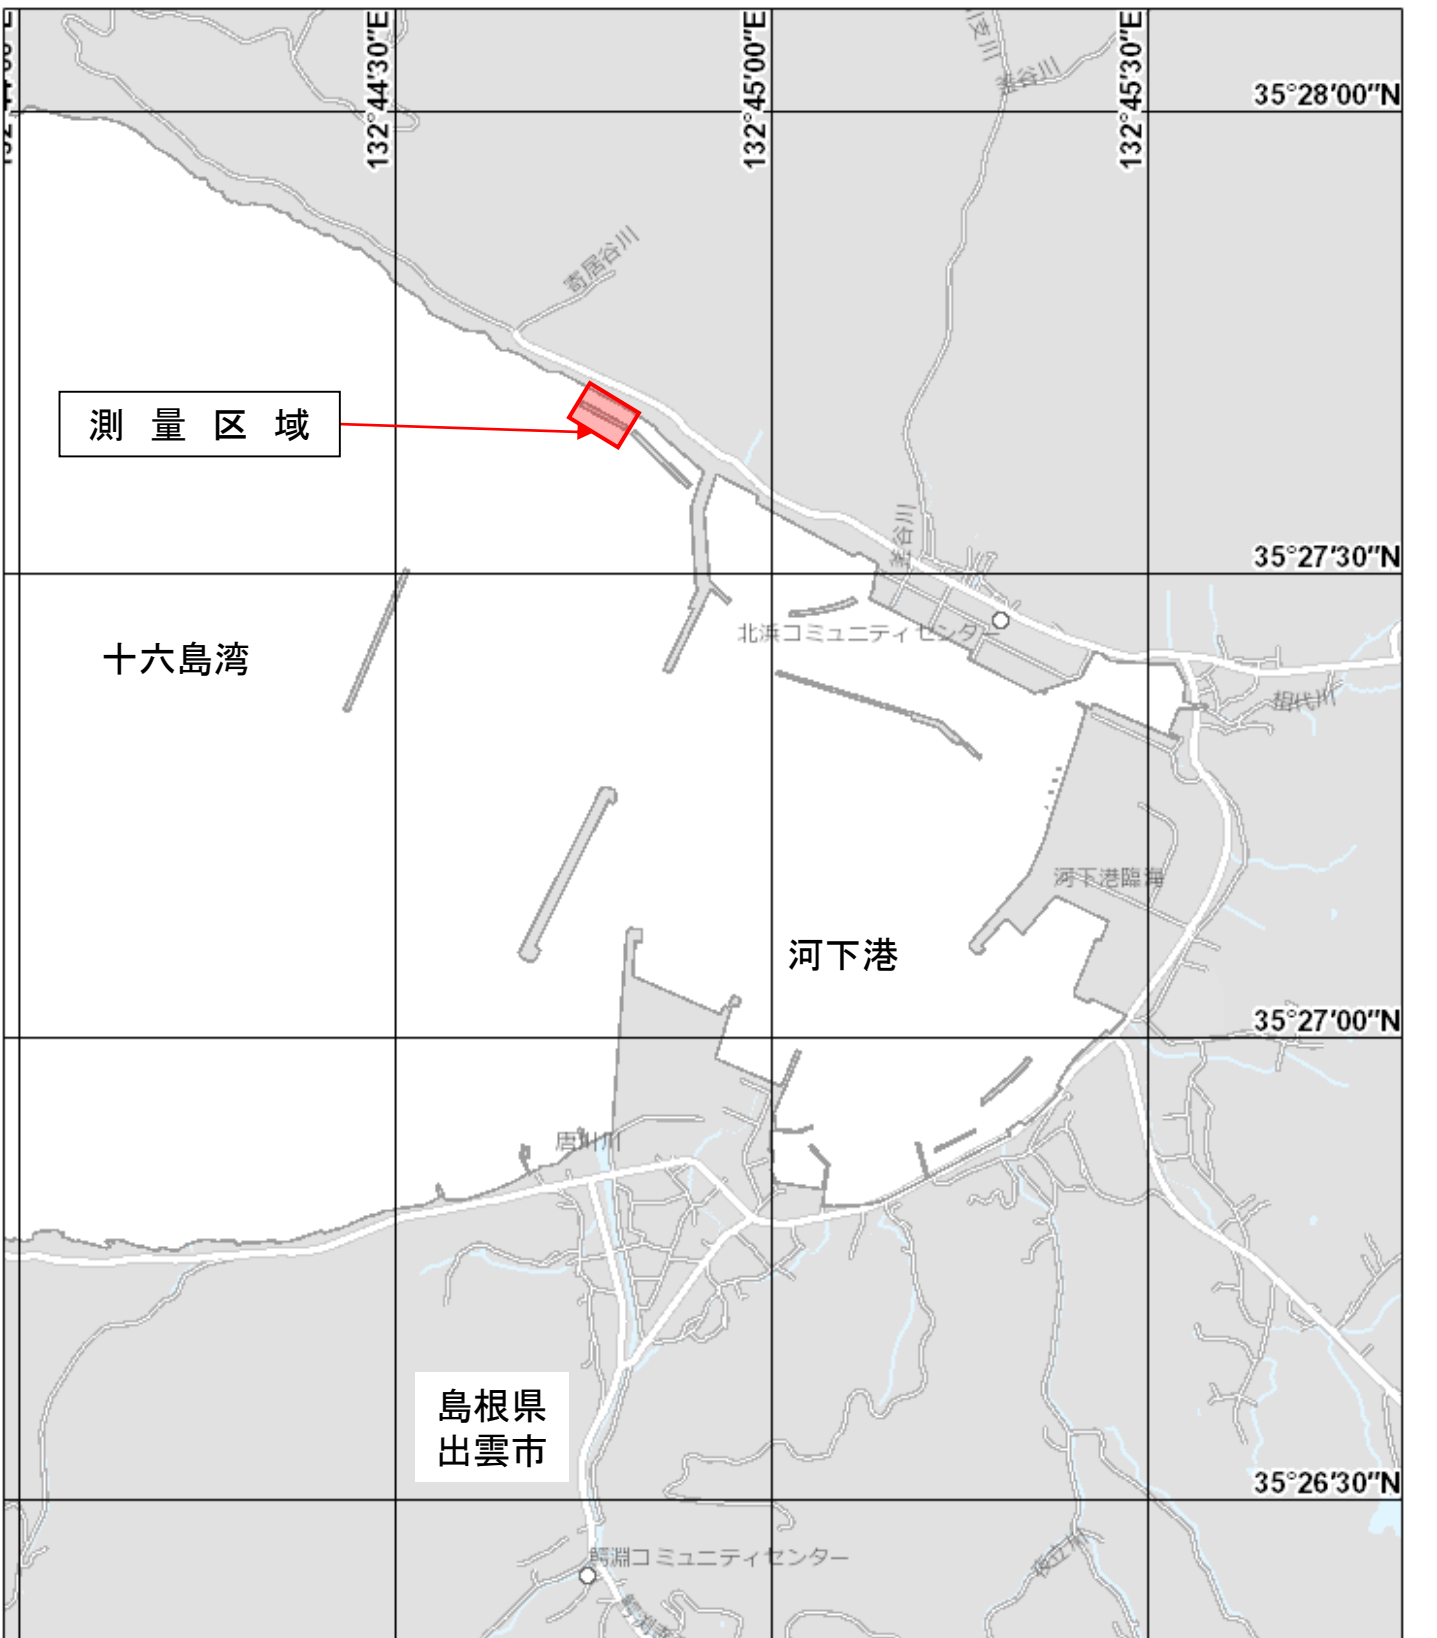 132°44′30″E
132°45′00″E
132°45′30″E
35°28′00″N
寄居谷川
測量区域
35°27′30″N
北浜コミュニティセンター
十六島湾
河下港臨海
河下港
35°27′00″N
唐川川
島根県
出雲市
35°26′30″N
鰐淵コミュニティセンター